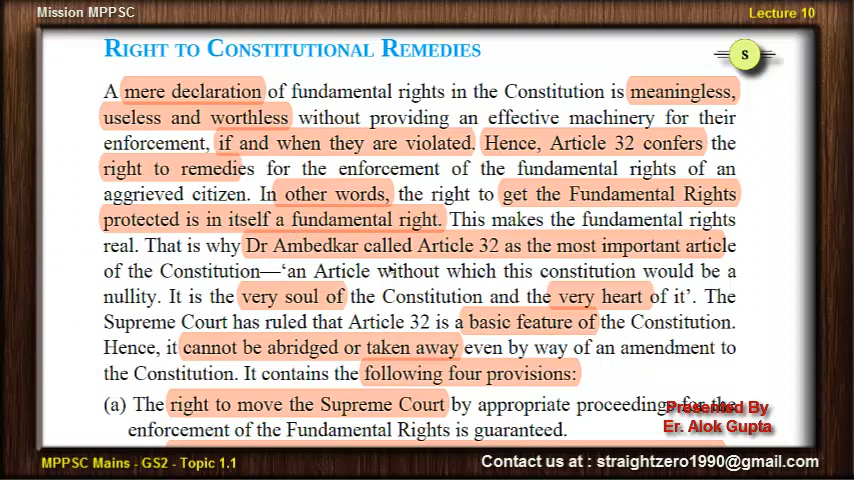 Mission MPPSC
Lecture 10
RIGHT TO CONSTITUTIONAL REMEDIES
S
A mere declaration of fundamental rights in the Constitution is meaningless,
useless and worthless without providing an effective machinery for their
enforcement, if and when they are violated. Hence, Article 32 confers the
right to remedies for the enforcement of the fundamental rights of an
aggrieved citizen. In other words, the right to get the Fundamental Rights
protected is in itself a fundamental right. This makes the fundamental rights
real. That is why Dr Ambedkar called Article 32 as the most important article
of the Constitution—‘an Article without which this constitution would be a
nullity. It is the very soul of the Constitution and the very heart of it’. The
Supreme Court has ruled that Article 32 is a basic feature of the Constitution.
Hence, it cannot be abridged or taken away even by way of an amendment to
the Constitution. It contains the following four provisions:
(a) The right to move the Supreme Court by appropriate proceedings for the
enforcement of the Fundamental Rights is guaranteed.
Presented By
Er. Alok Gupta
MPPSC Mains - GS2 - Topic 1.1
Contact us at : straightzero1990@gmail.com